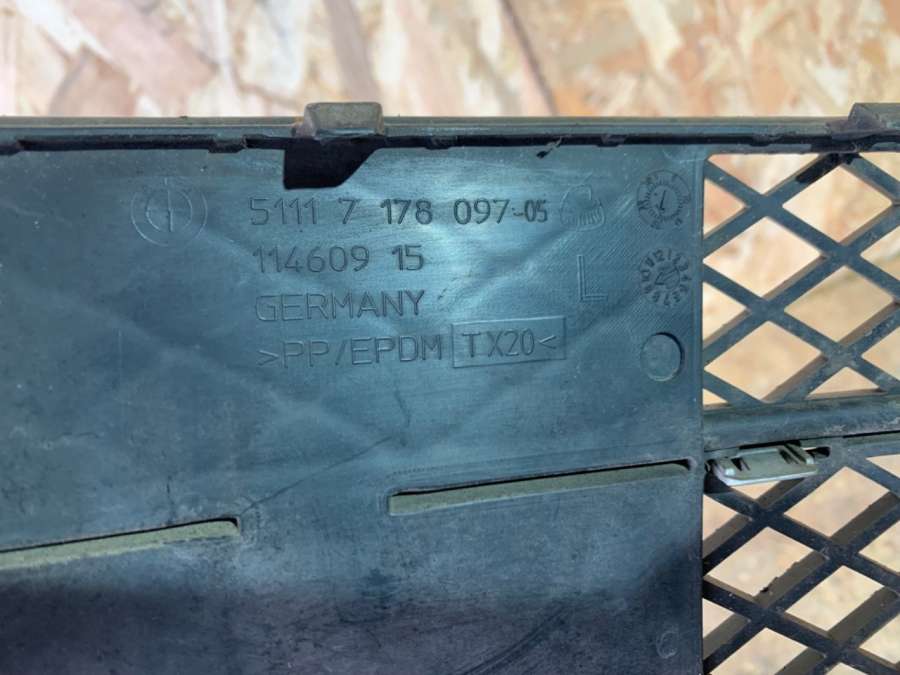 5111 7 178 097-05
114609 15
GERMANY
>PP/EPDM TX20<
L